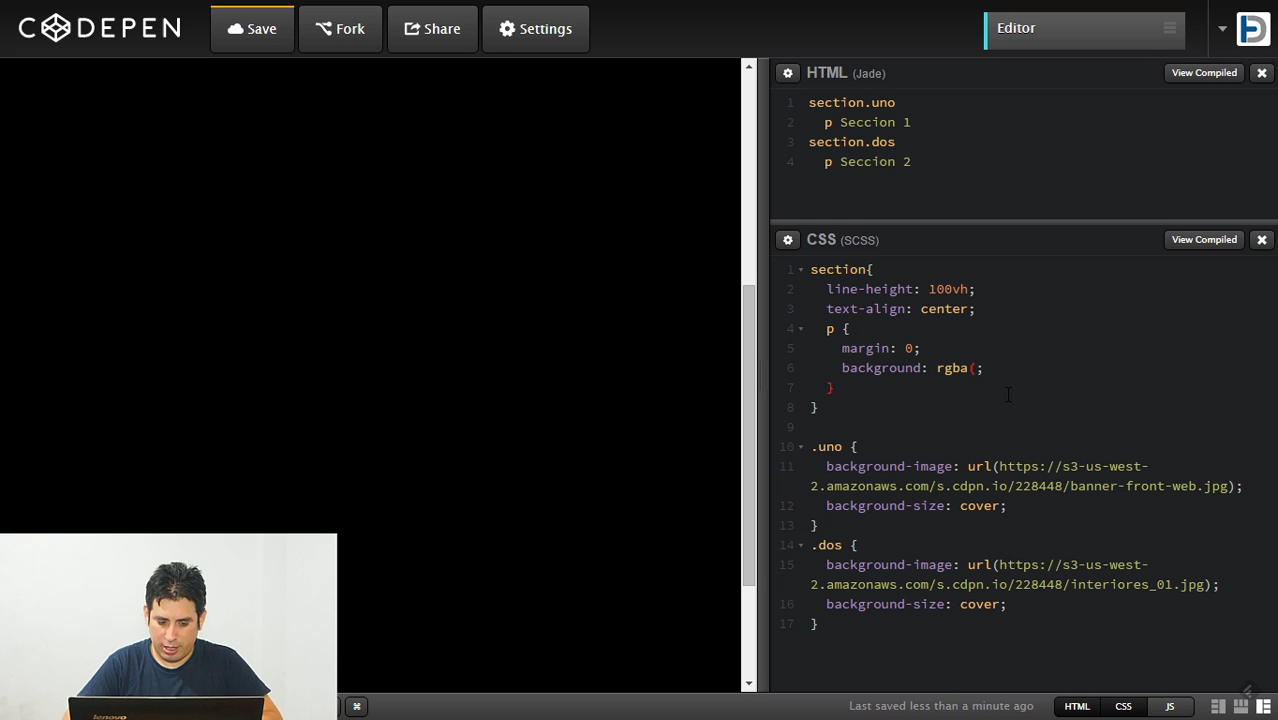 CODEPEN
Save
Fork
Share
Settings
Editor
HTML (Jade)
View Compiled
1 section.uno
2 p Seccion 1
3 section.dos
4 p Seccion 2
CSS (SCSS)
View Compiled
1 section{
2 line-height: 100vh;
3 text-align: center;
4 p {
5 margin: 0;
6 background: rgba(;
7 }
8 }
9
10 .uno {
11 background-image: url(https://s3-us-west-
2.amazonaws.com/s.cdpn.io/228448/banner-front-web.jpg);
12 background-size: cover;
13 }
14 .dos {
15 background-image: url(https://s3-us-west-
2.amazonaws.com/s.cdpn.io/228448/interiores_01.jpg);
16 background-size: cover;
17 }
lenovo
Last saved less than a minute ago
HTML
CSS
JS